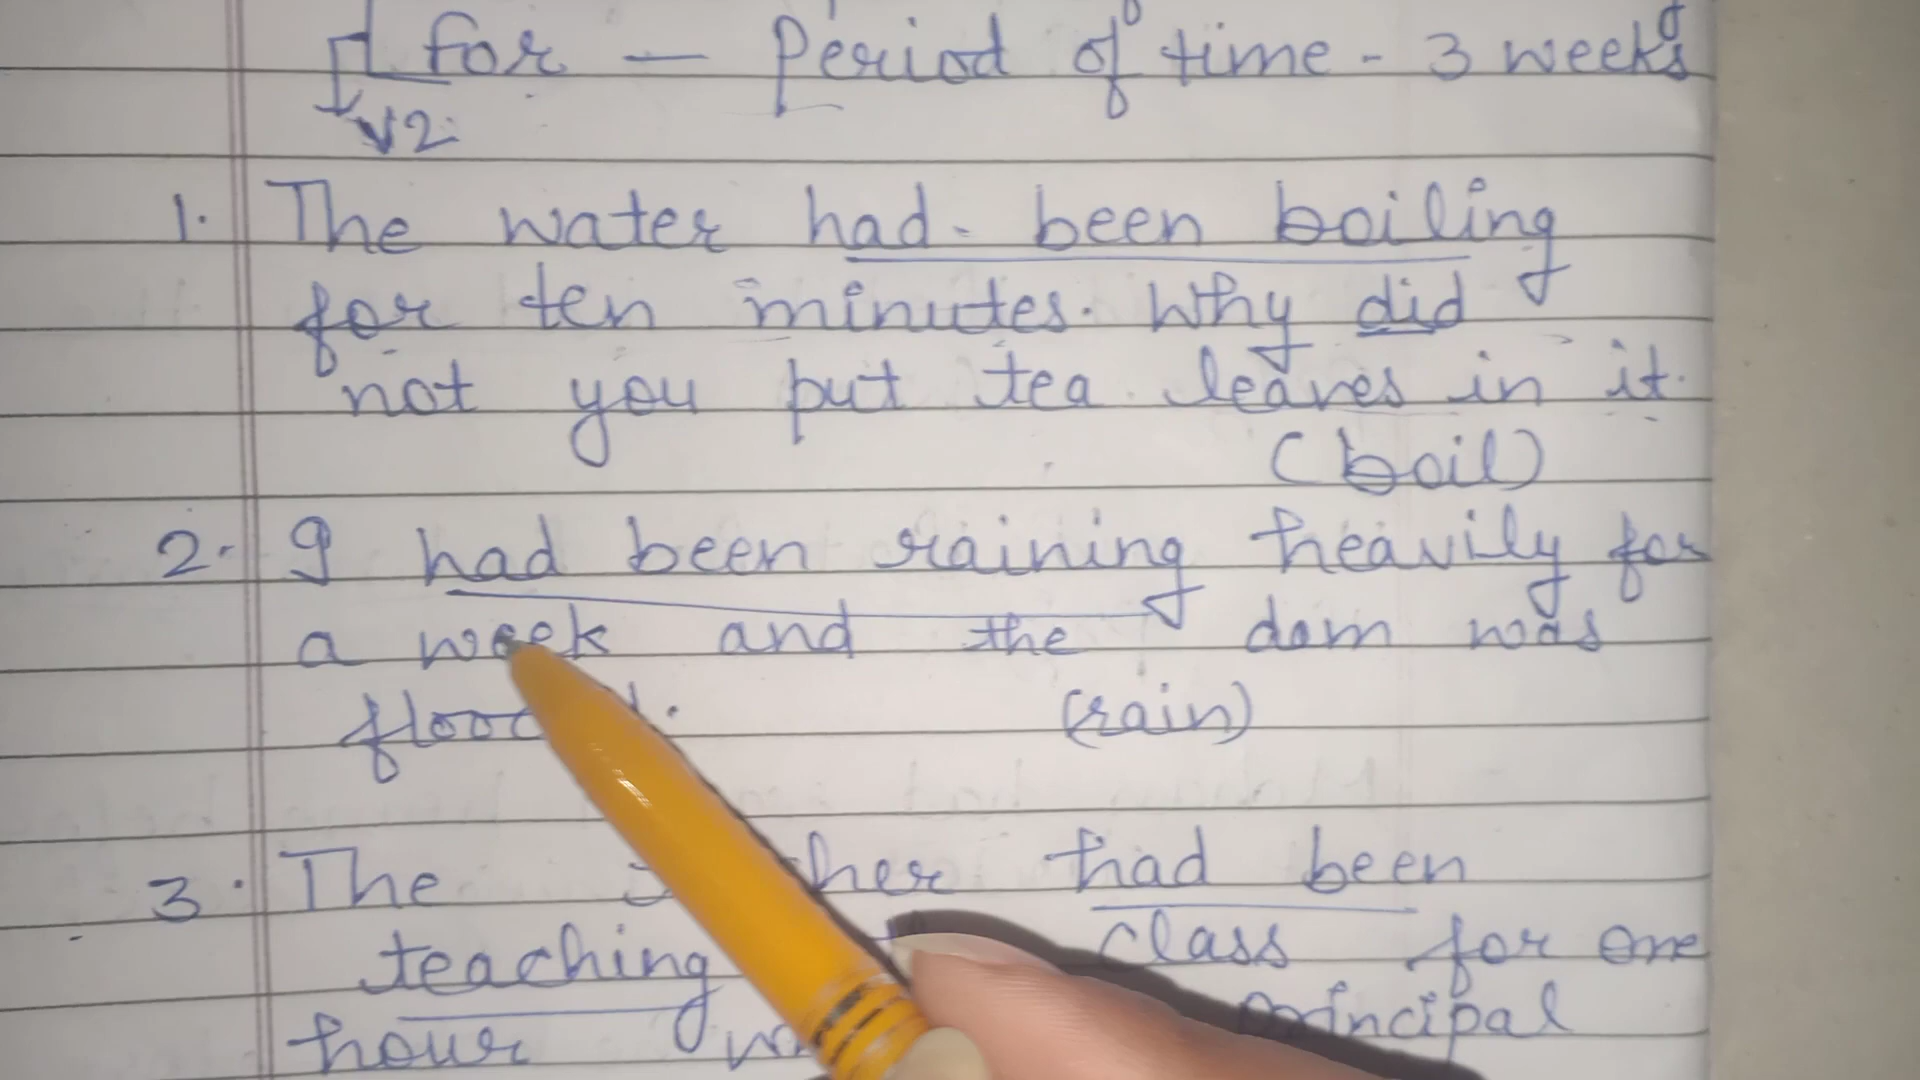 for — Period of time - 3 weeks
V2
1. The water had been boiling
for ten minutes. Why did
not you put tea leaves in it.
(boil)
2. I had been raining heavily for
a week and the dam was
(rain)
3. The had been
teaching class for one
hour principal